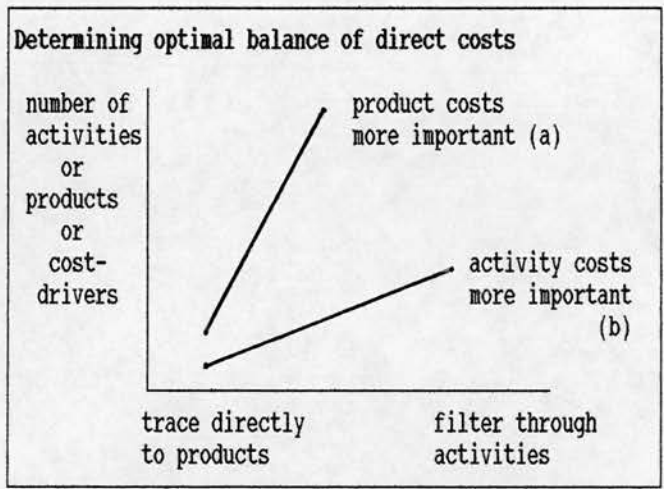 Determining optimal balance of direct costs
number of
activities
or
products
or
cost-
drivers
product costs
more important (a)
activity costs
more important
(b)
trace directly
to products
filter through
activities